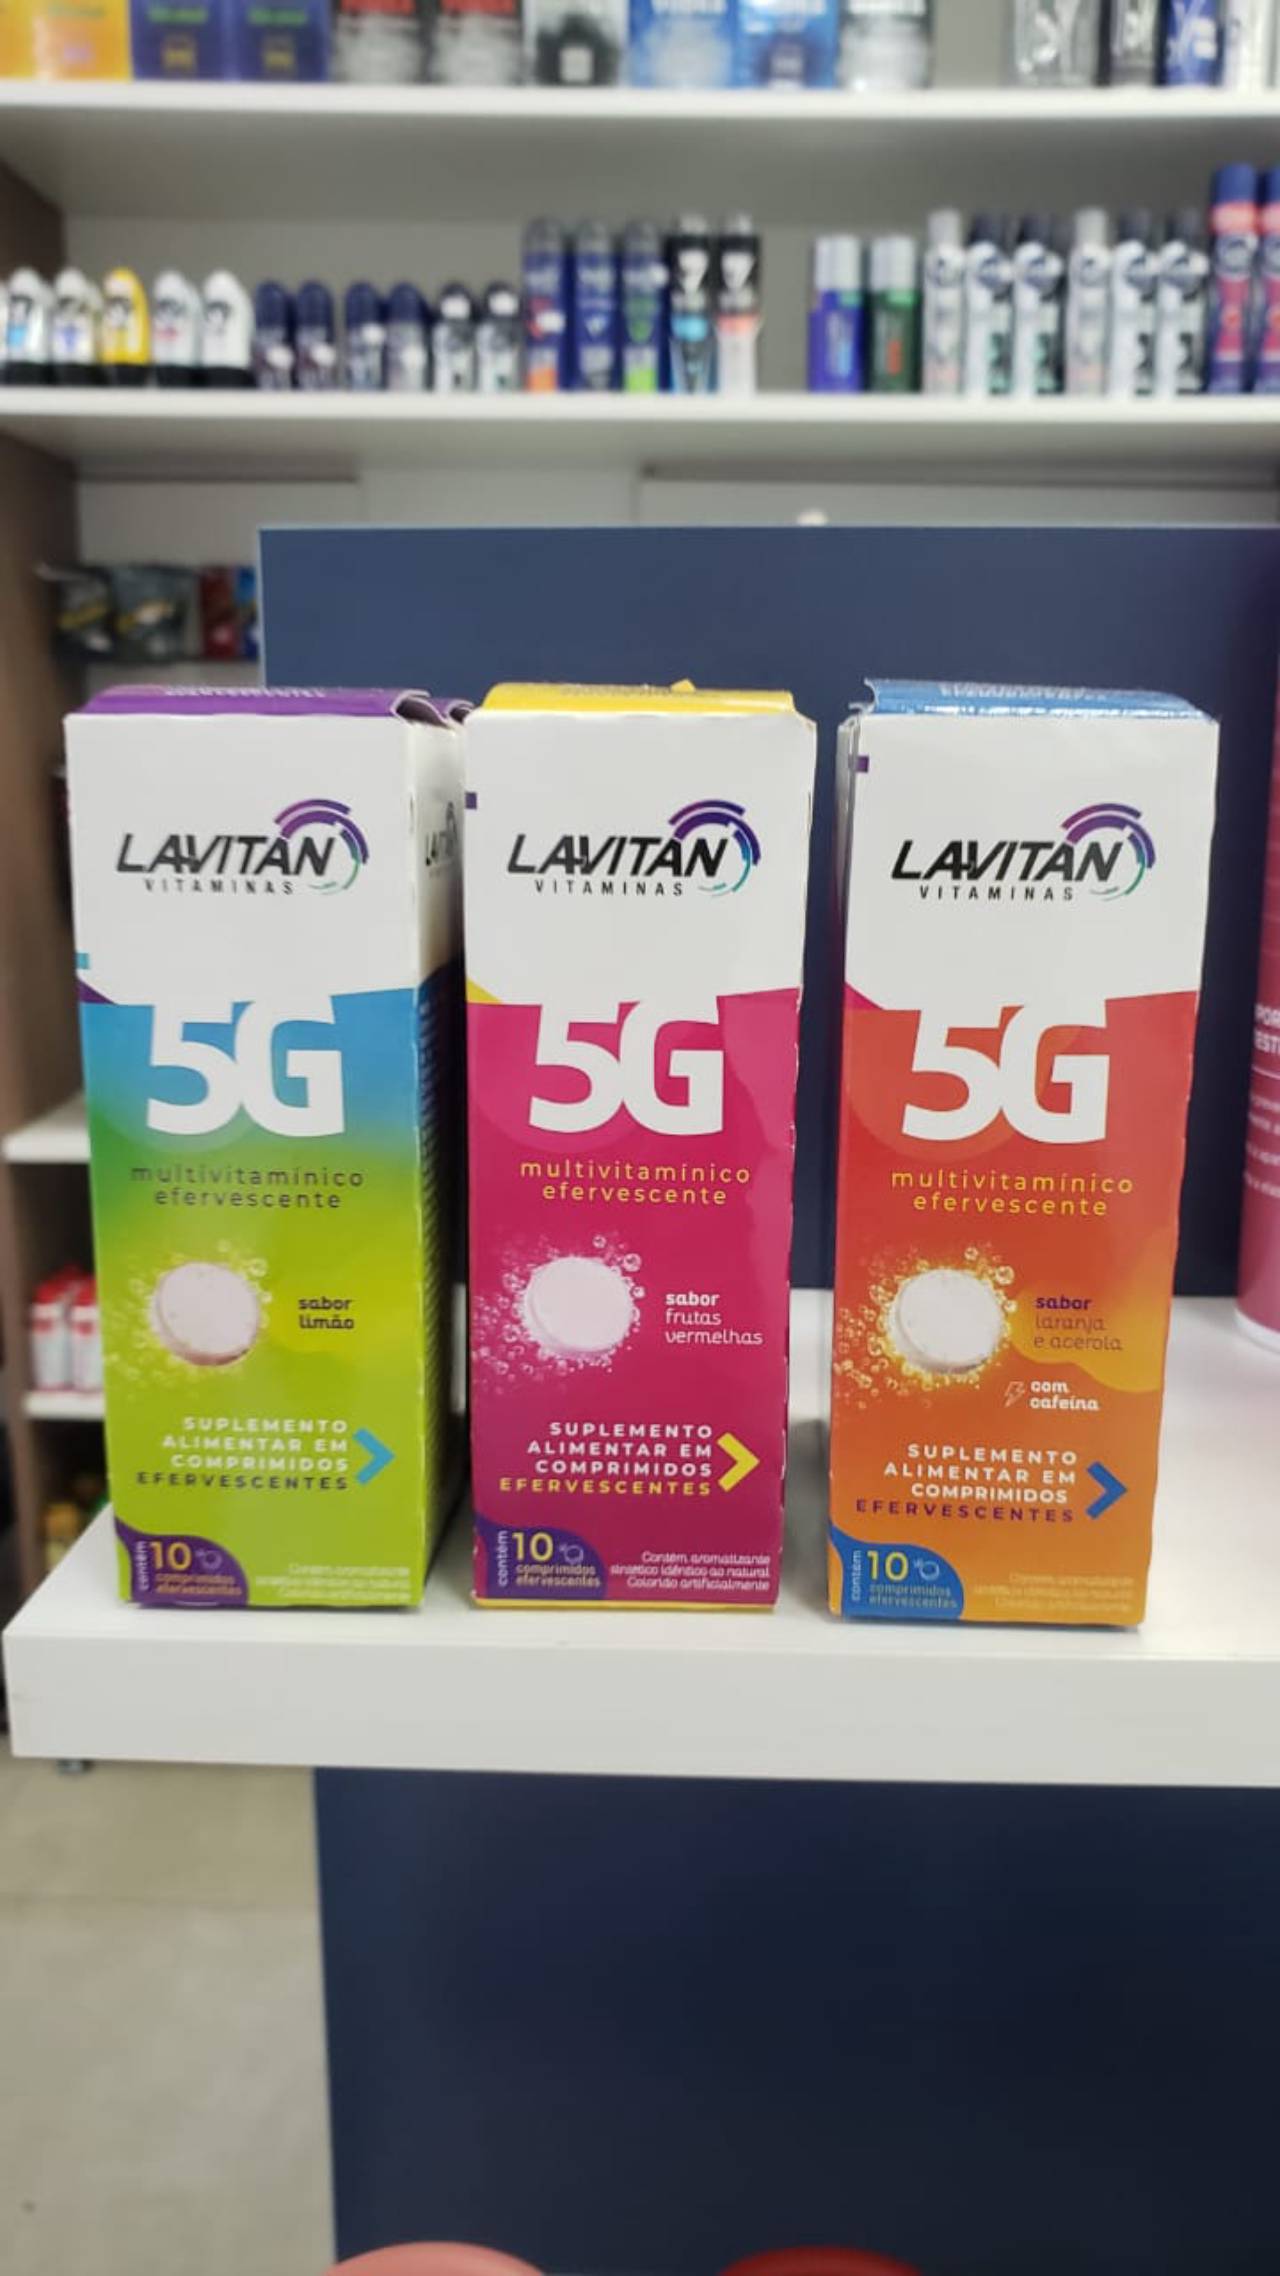 LAVITAN
VITAMINAS
5G
multivitamínico
efervescente
sabor
limão
SUPLEMENTO
ALIMENTAR EM
COMPRIMIDOS
EFERVESCENTES
contém
10
comprimidos
efervescentes
LAVITAN
VITAMINAS
5G
multivitamínico
efervescente
sabor
frutas
vermelhas
SUPLEMENTO
ALIMENTAR EM
COMPRIMIDOS
EFERVESCENTES
contém
10
comprimidos
efervescentes
Contém aromatizante
sintético idêntico ao natural
Colorido artificialmente
LAVITAN
VITAMINAS
5G
multivitamínico
efervescente
sabor
laranja
e acerola
com
cafeína
SUPLEMENTO
ALIMENTAR EM
COMPRIMIDOS
EFERVESCENTES
contém
10
comprimidos
efervescentes